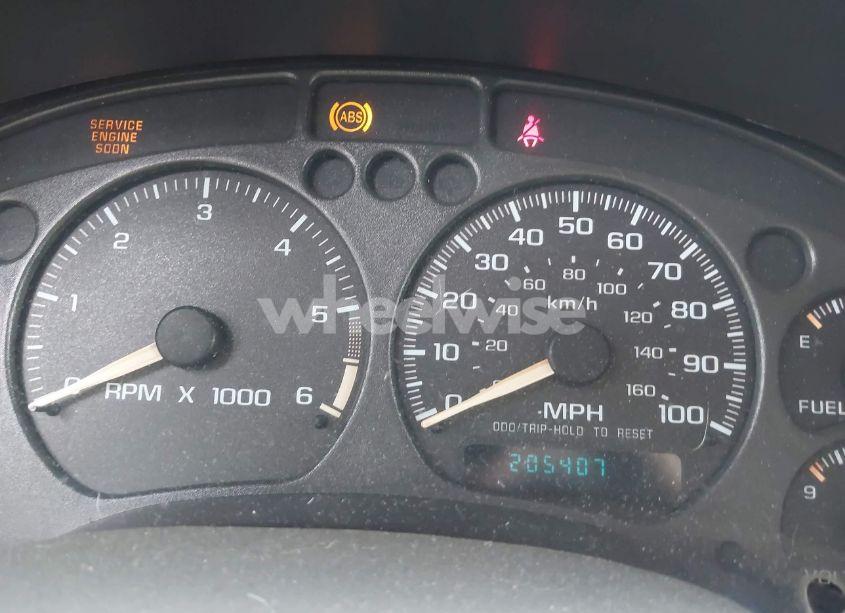 SERVICE
ENGINE
SOON
ABS
0 1 2 3 4 5 6
RPM X 1000
0 10 20 30 40 50 60 70 80 90 100
20 40 60 80 100 120 140 160
km/h
MPH
ODO/TRIP-HOLD TO RESET
205407
E
FUEL
9
VOLT
wheelwise